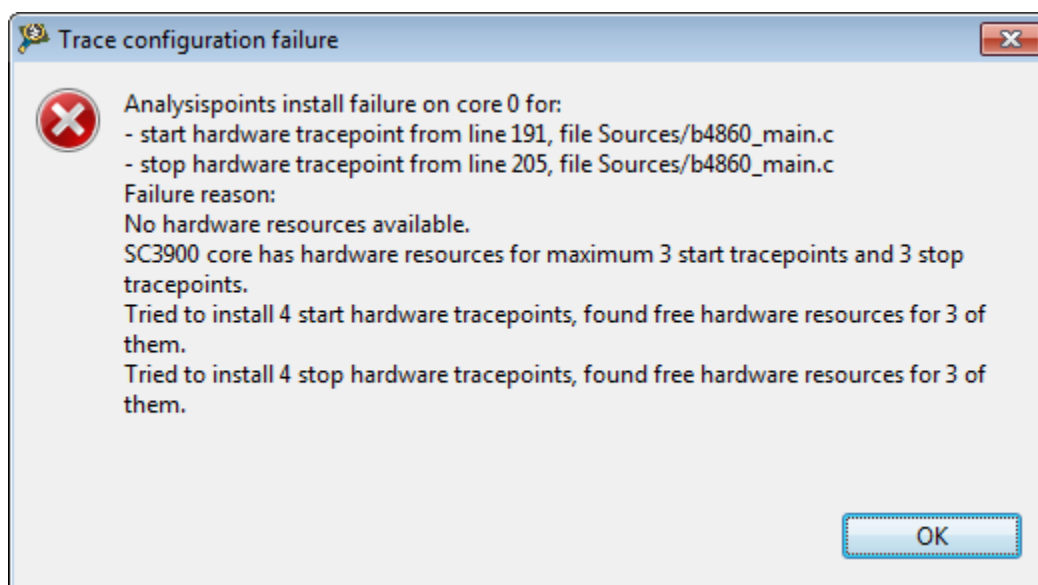 Trace configuration failure
Analysispoints install failure on core 0 for:
- start hardware tracepoint from line 191, file Sources/b4860_main.c
- stop hardware tracepoint from line 205, file Sources/b4860_main.c
Failure reason:
No hardware resources available.
SC3900 core has hardware resources for maximum 3 start tracepoints and 3 stop
tracepoints.
Tried to install 4 start hardware tracepoints, found free hardware resources for 3 of
them.
Tried to install 4 stop hardware tracepoints, found free hardware resources for 3 of
them.
OK